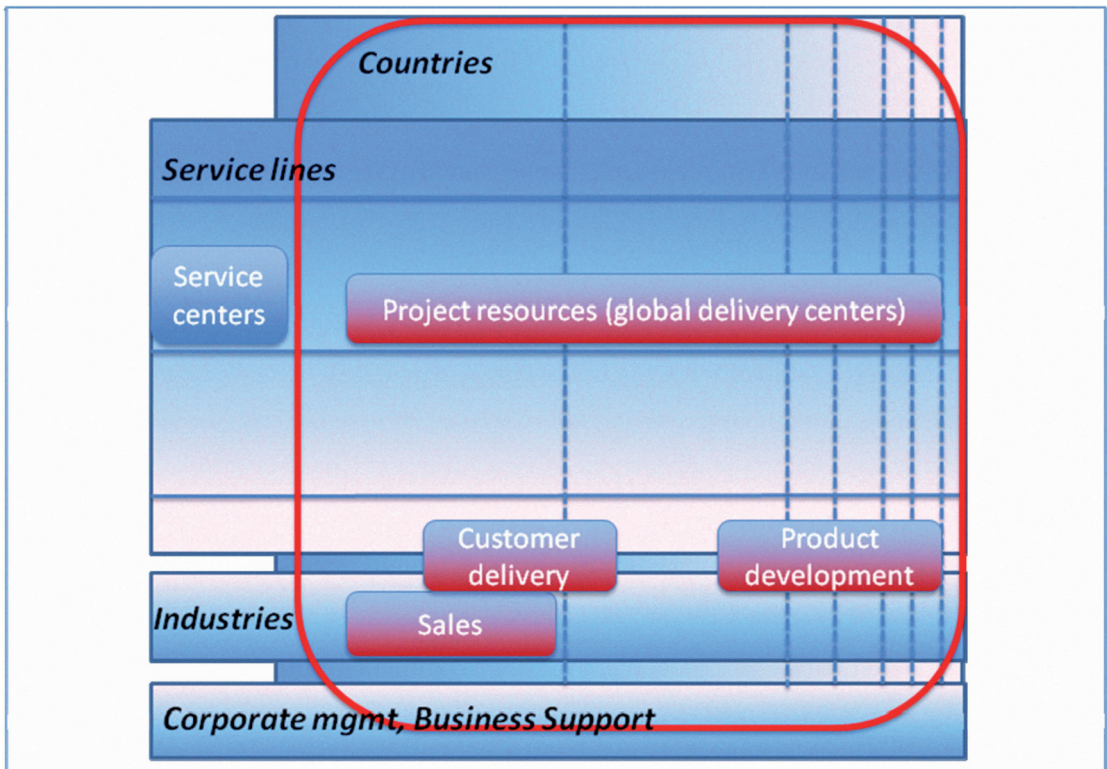 Countries
Service lines
Service
centers
Project resources (global delivery centers)
Customer
delivery
Product
development
Industries
Sales
Corporate mgmt, Business Support